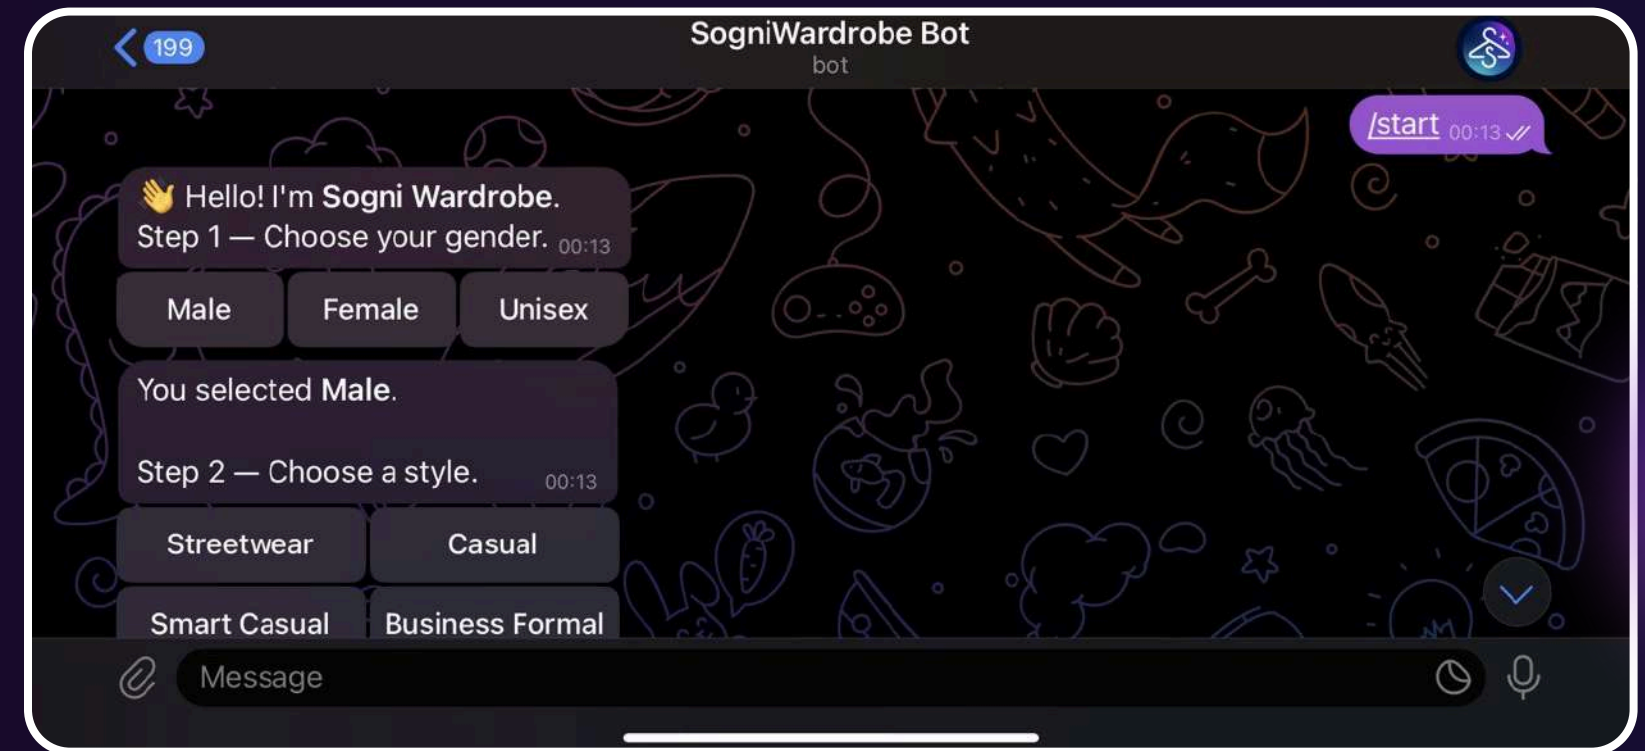 199
SogniWardrobe Bot
bot
/start 00:13
👋 Hello! I'm Sogni Wardrobe.
Step 1 — Choose your gender. 00:13
Male Female Unisex
You selected Male.
Step 2 — Choose a style. 00:13
Streetwear Casual
Smart Casual Business Formal
Message